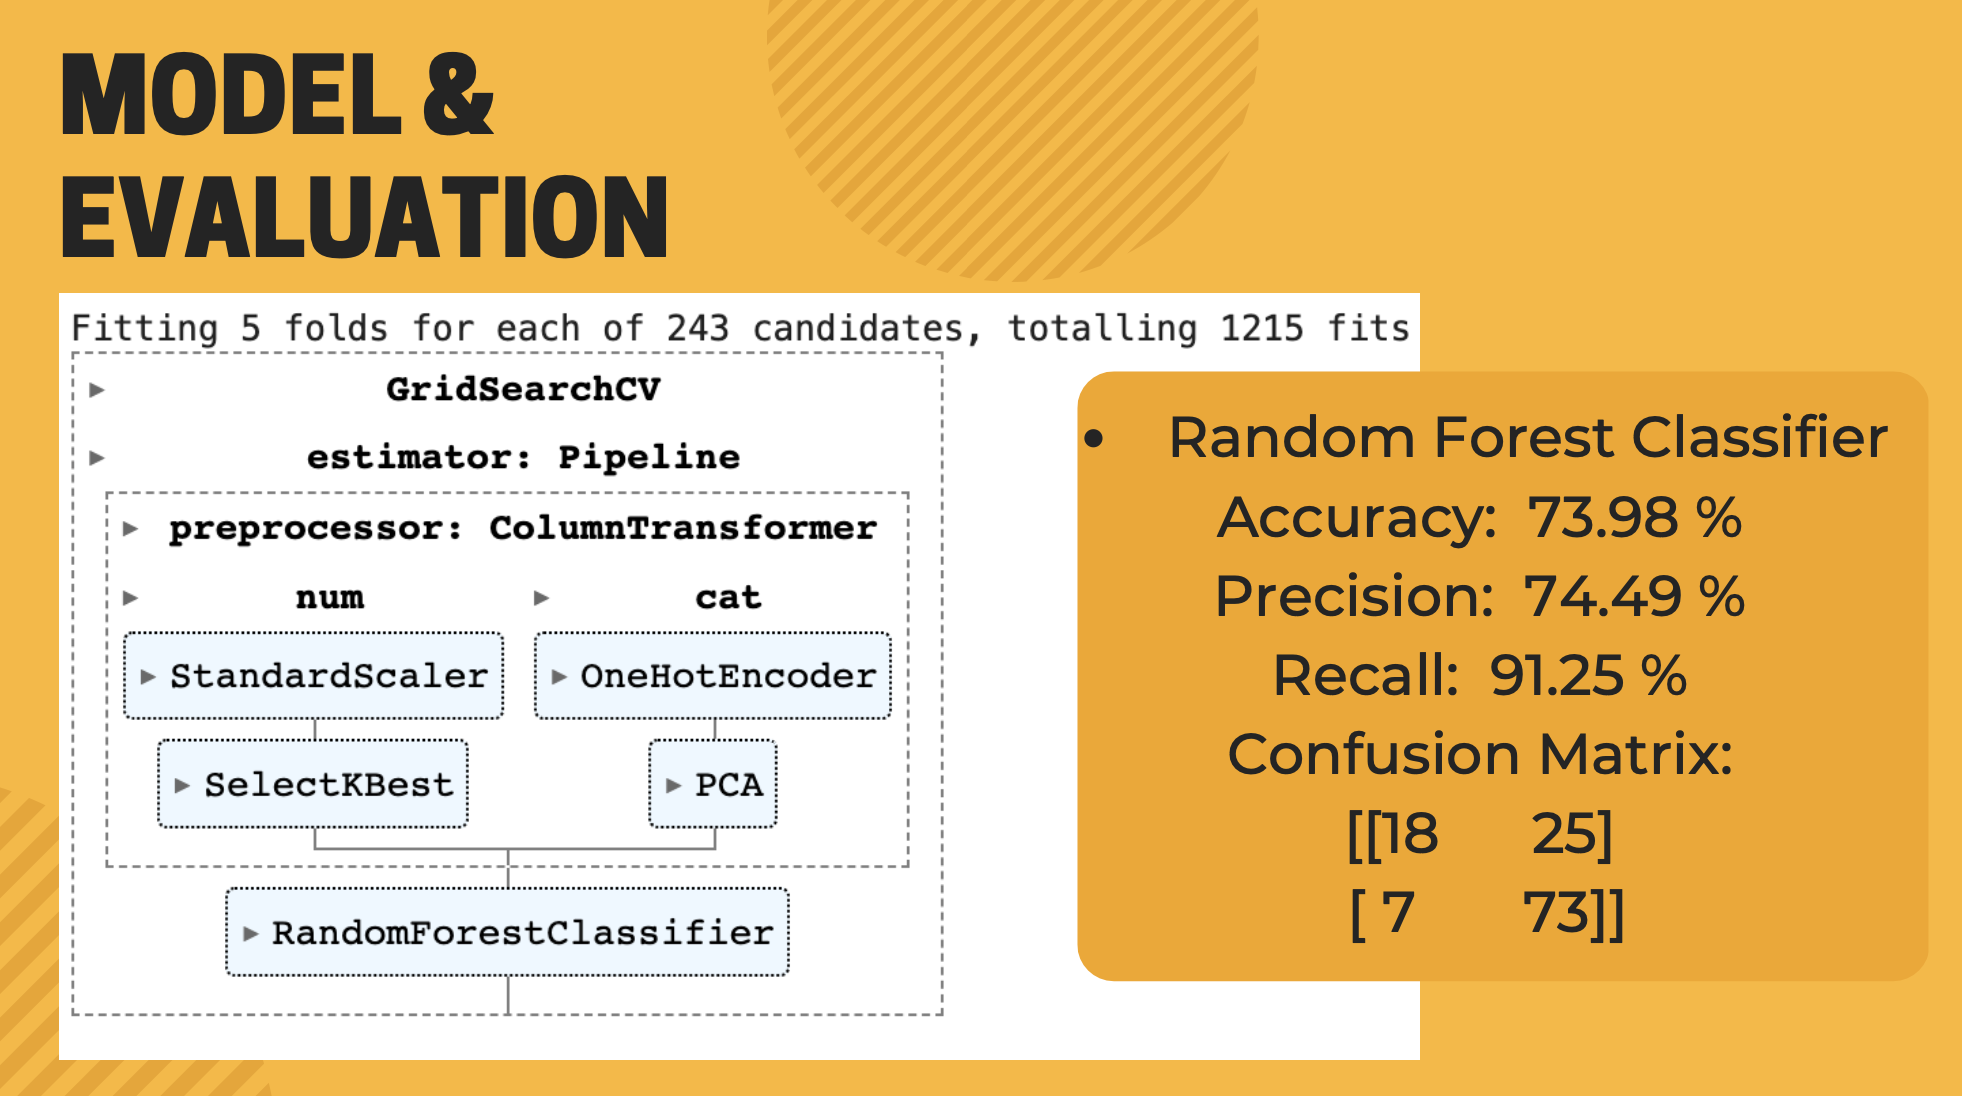 MODEL &
EVALUATION
Fitting 5 folds for each of 243 candidates, totalling 1215 fits
GridSearchCV
estimator: Pipeline
preprocessor: ColumnTransformer
num cat
StandardScaler OneHotEncoder
SelectKBest PCA
RandomForestClassifier
• Random Forest Classifier
Accuracy: 73.98 %
Precision: 74.49 %
Recall: 91.25 %
Confusion Matrix:
[[18 25]
[ 7 73]]